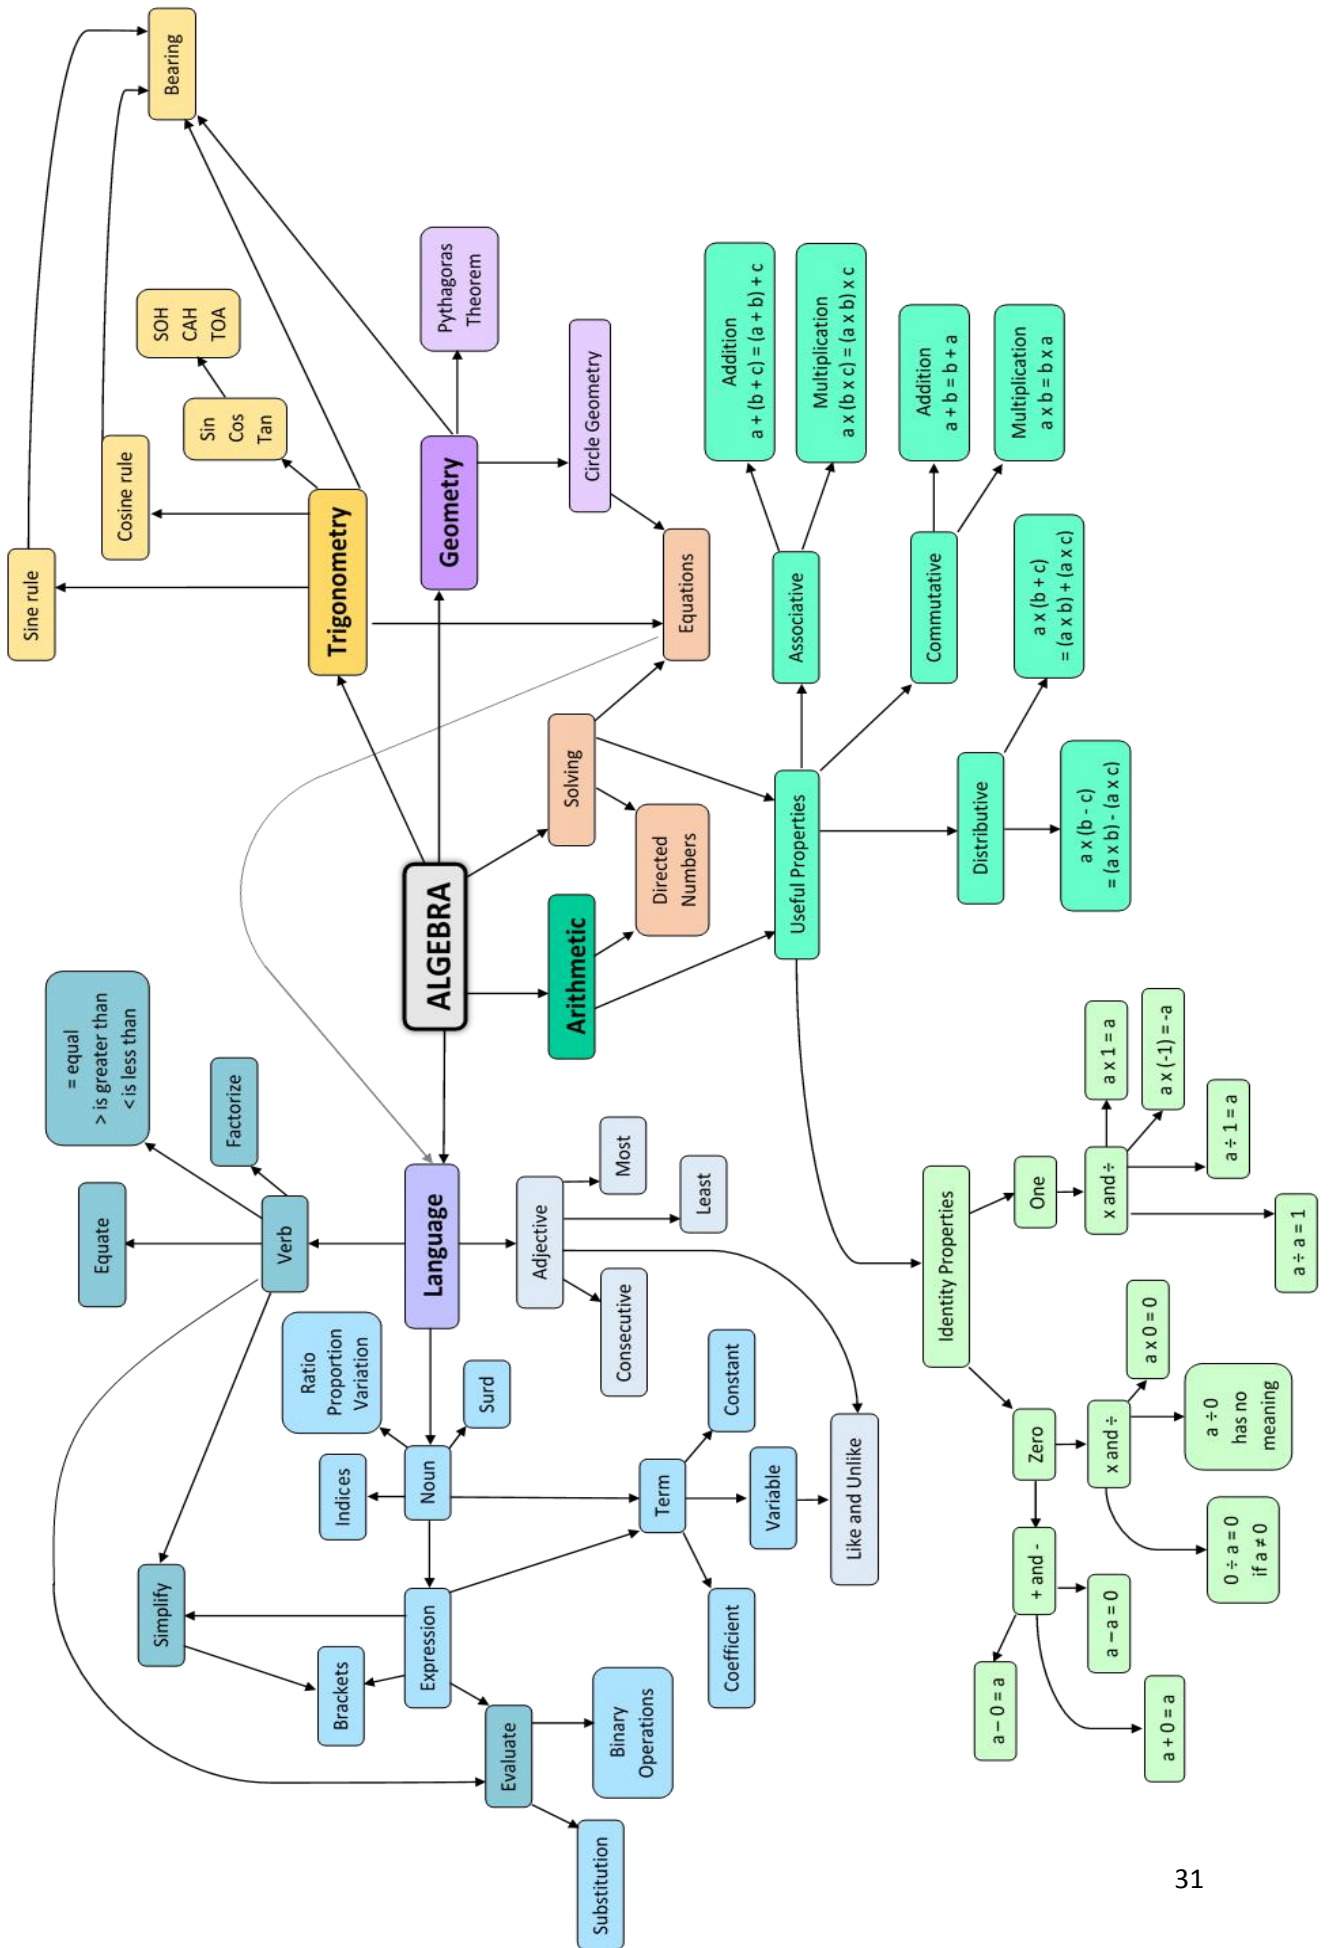 Sine rule
Cosine rule
Bearing
Sin
Cos
Tan
SOH
CAH
TOA
Trigonometry
Geometry
Pythagoras
Theorem
Circle Geometry
Equations
Solving
Directed
Numbers
ALGEBRA
Arithmetic
Useful Properties
Associative
Addition
a + (b + c) = (a + b) + c
Multiplication
a x (b x c) = (a x b) x c
Commutative
Addition
a + b = b + a
Multiplication
a x b = b x a
Distributive
a x (b + c)
= (a x b) + (a x c)
a x (b - c)
= (a x b) - (a x c)
Language
Verb
Equate
= equal
> is greater than
< is less than
Factorize
Simplify
Evaluate
Adjective
Most
Least
Consecutive
Like and Unlike
Noun
Ratio
Proportion
Variation
Surd
Indices
Expression
Brackets
Binary
Operations
Substitution
Term
Constant
Variable
Coefficient
Identity Properties
One
x and ÷
a x 1 = a
a x (-1) = -a
a ÷ 1 = a
a ÷ a = 1
Zero
x and ÷
a x 0 = 0
a ÷ 0
has no
meaning
0 ÷ a = 0
if a ≠ 0
+ and -
a – 0 = a
a – a = 0
a + 0 = a
31